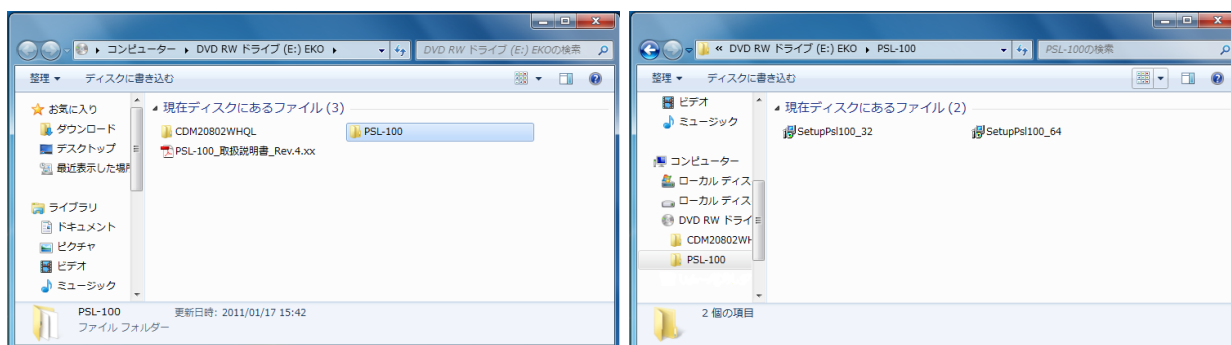 コンピューター ▸ DVD RW ドライブ (E:) EKO ▸
DVD RW ドライブ (E:) EKOの検索
整理 ▼ ディスクに書き込む
お気に入り
ダウンロード
デスクトップ
最近表示した場所
ライブラリ
ドキュメント
ピクチャ
ビデオ
ミュージック
現在ディスクにあるファイル (3)
CDM20802WHQL
PSL-100
PSL-100_取扱説明書_Rev.4.xx
PSL-100 更新日時: 2011/01/17 15:42
ファイル フォルダー
« DVD RW ドライブ (E:) EKO ▸ PSL-100
PSL-100の検索
整理 ▼ ディスクに書き込む
ビデオ
ミュージック
コンピューター
ローカル ディス
ローカル ディス
DVD RW ドライ
CDM20802WH
PSL-100
現在ディスクにあるファイル (2)
SetupPsl100_32
SetupPsl100_64
2 個の項目